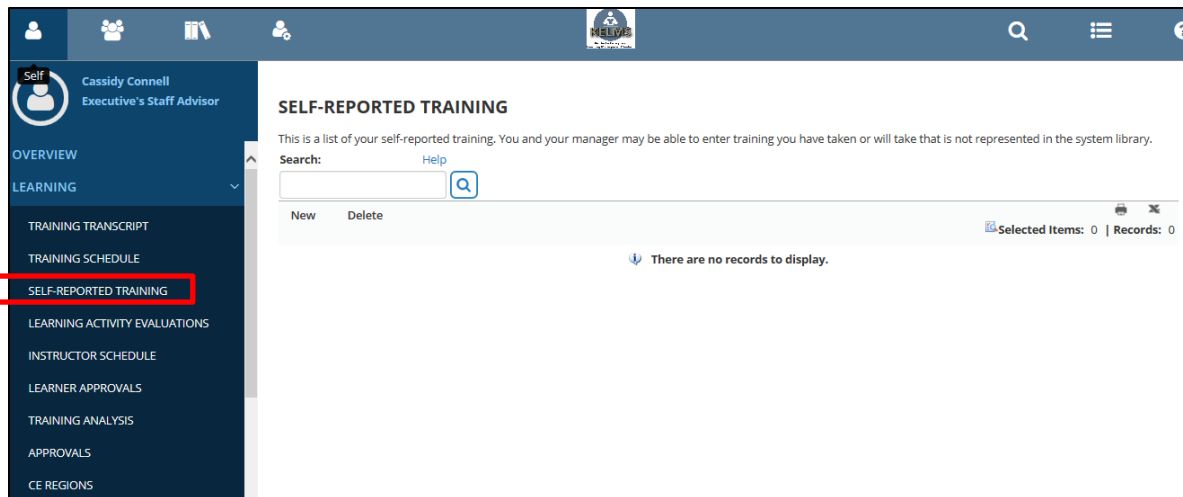 KELMS
Self
Cassidy Connell
Executive's Staff Advisor
OVERVIEW
LEARNING
TRAINING TRANSCRIPT
TRAINING SCHEDULE
SELF-REPORTED TRAINING
LEARNING ACTIVITY EVALUATIONS
INSTRUCTOR SCHEDULE
LEARNER APPROVALS
TRAINING ANALYSIS
APPROVALS
CE REGIONS
SELF-REPORTED TRAINING
This is a list of your self-reported training. You and your manager may be able to enter training you have taken or will take that is not represented in the system library.
Search: Help
New Delete
Selected Items: 0 | Records: 0
There are no records to display.